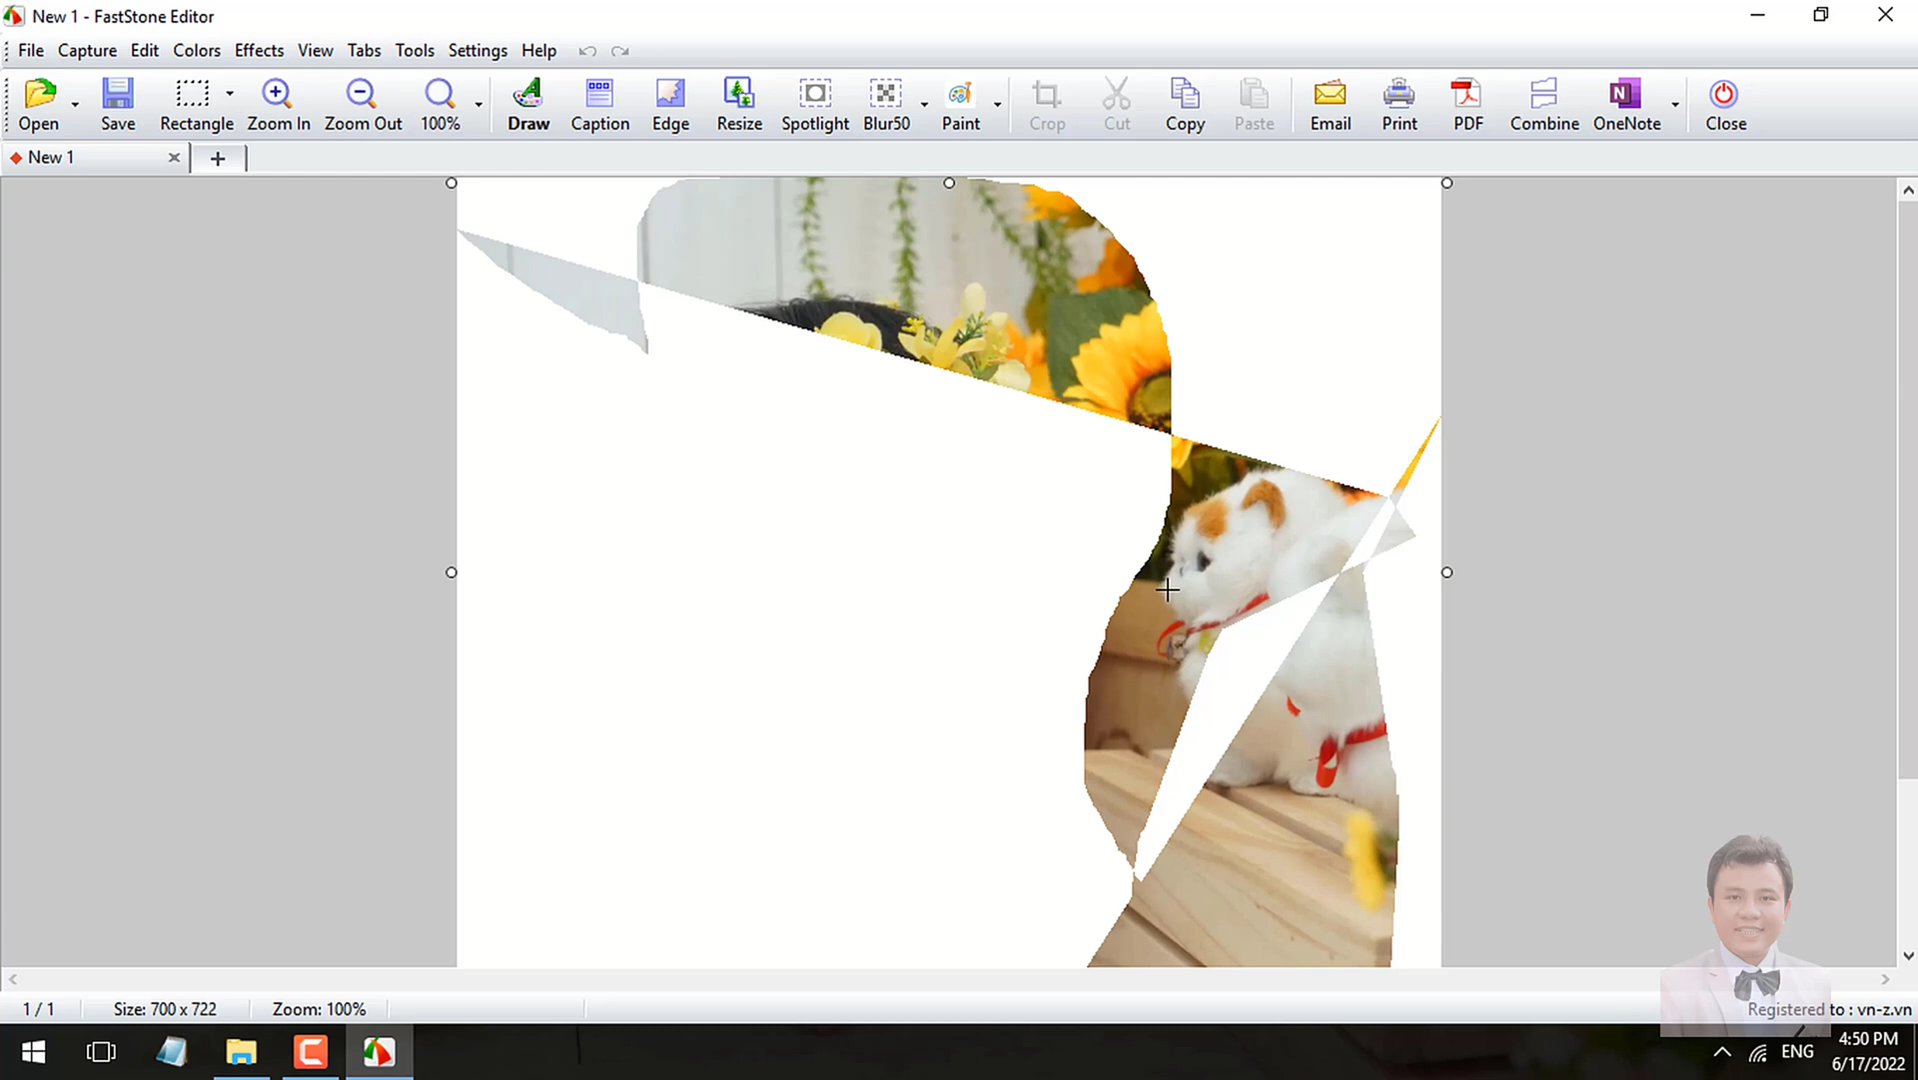 New 1 - FastStone Editor
File Capture Edit Colors Effects View Tabs Tools Settings Help
Open Save Rectangle Zoom In Zoom Out 100% Draw Caption Edge Resize Spotlight Blur50 Paint Crop Cut Copy Paste Email Print PDF Combine OneNote Close
New 1
1 / 1 Size: 700 x 722 Zoom: 100% Registered to : vn-z.vn
ENG
4:50 PM
6/17/2022